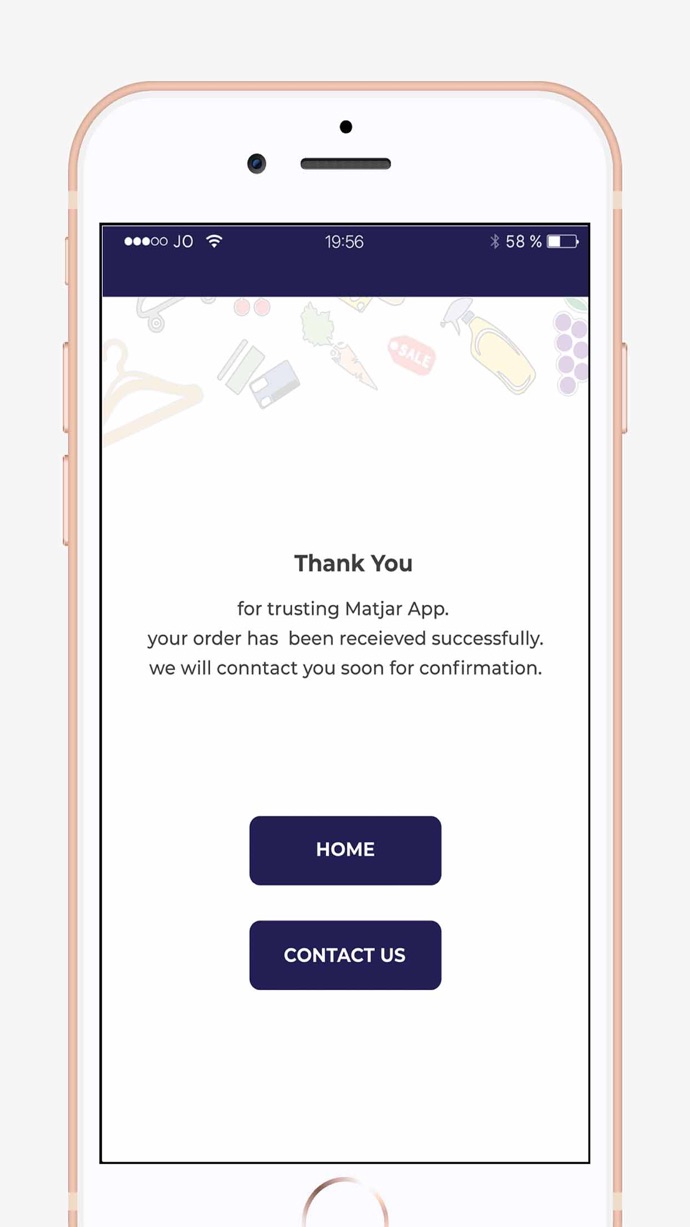 JO 19:56 58 %
SALE
Thank You
for trusting Matjar App.
your order has  been receieved successfully.
we will conntact you soon for confirmation.
HOME
CONTACT US